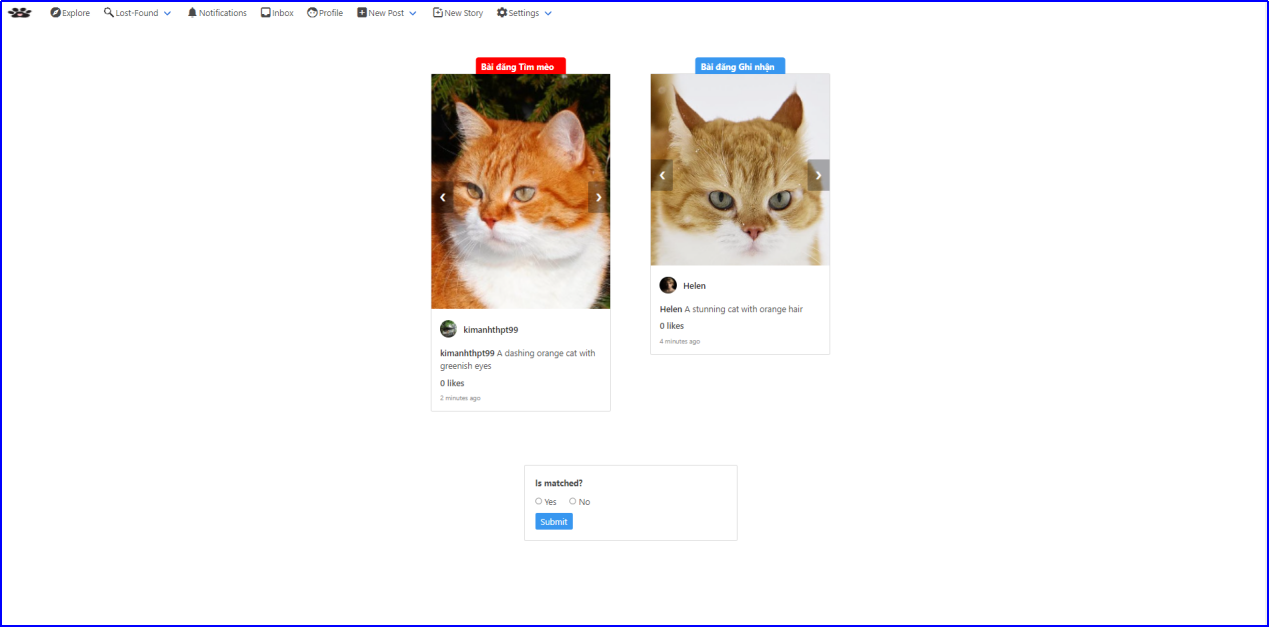 Explore Lost-Found Notifications Inbox Profile New Post New Story Settings
Bài đăng Tìm mèo
Bài đăng Ghi nhận
kimanhthpt99
kimanhthpt99 A dashing orange cat with
greenish eyes
0 likes
2 minutes ago
Helen
Helen A stunning cat with orange hair
0 likes
4 minutes ago
Is matched?
Yes No
Submit